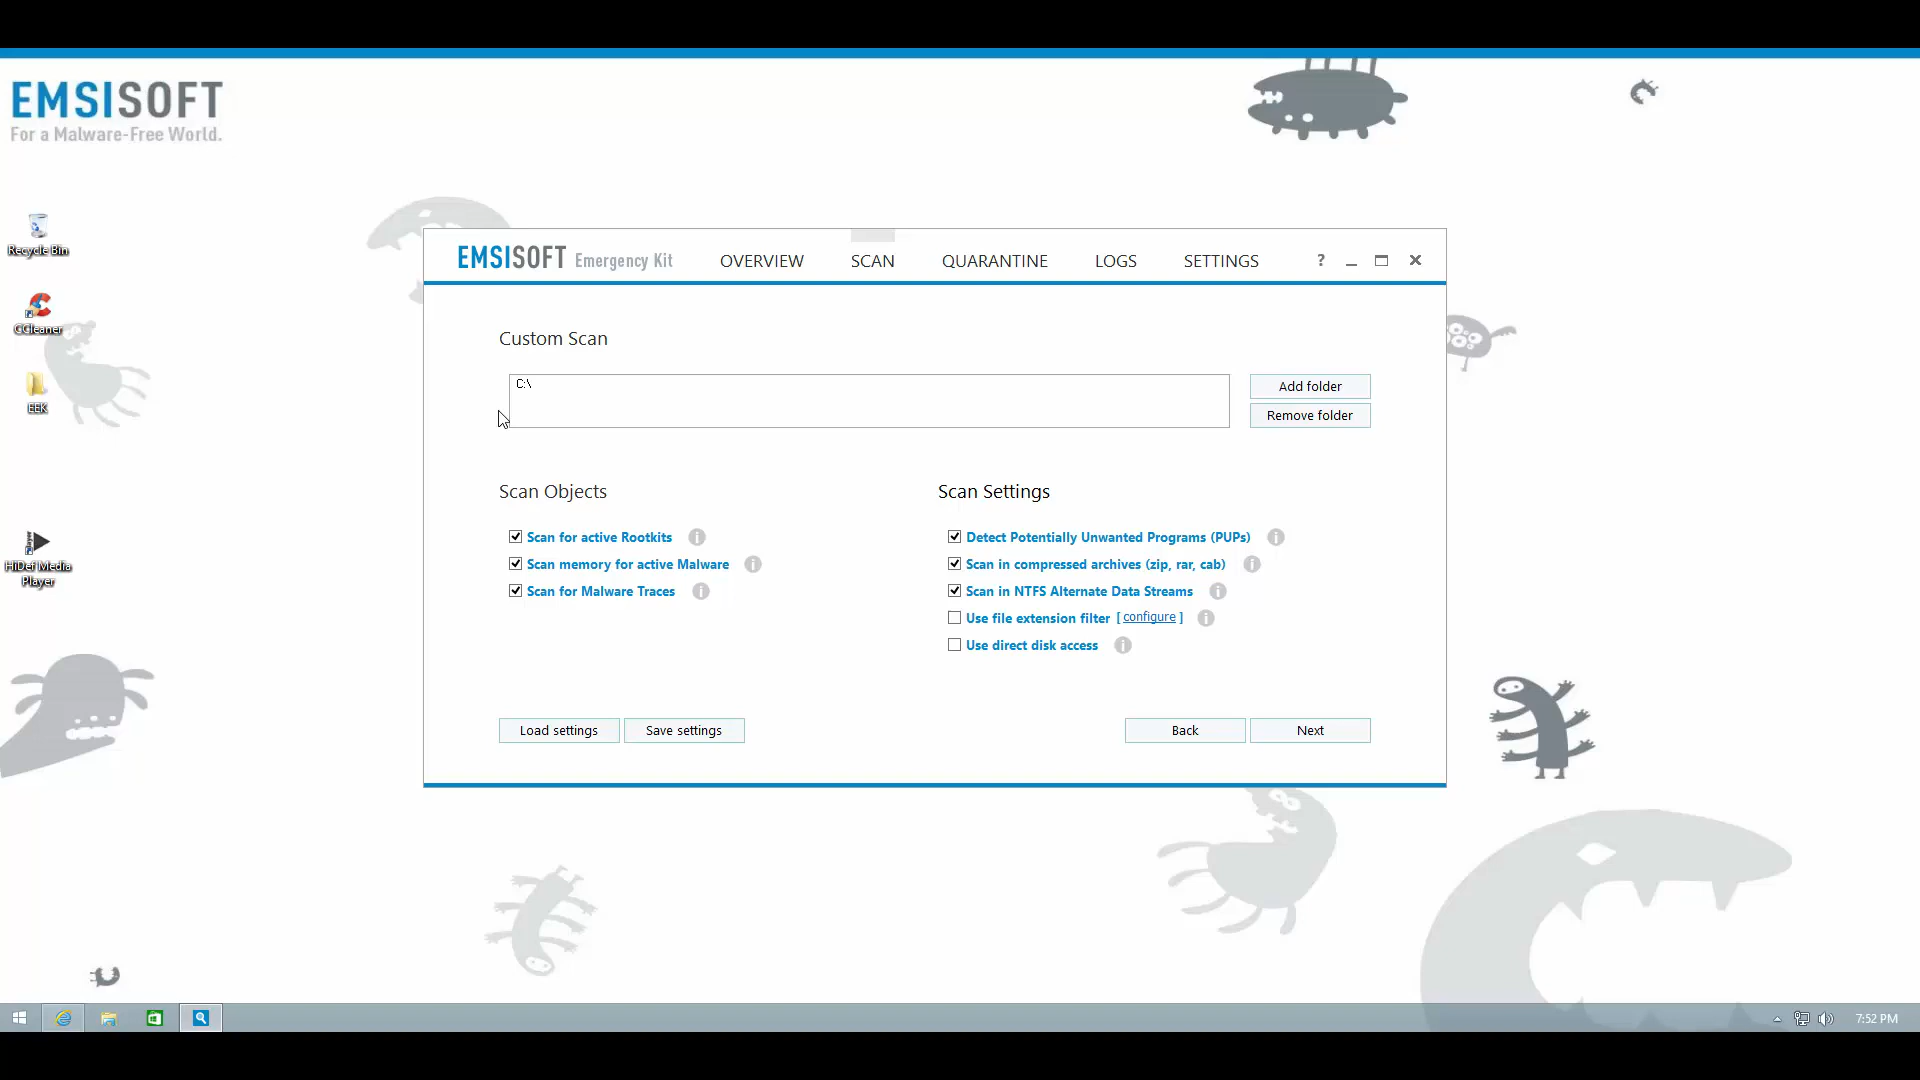 EMSISOFT
For a Malware-Free World.
Recycle Bin
CCleaner
EEK
HiDef Media
Player
EMSISOFT Emergency Kit
OVERVIEW
SCAN
QUARANTINE
LOGS
SETTINGS
?
Custom Scan
C:\
Add folder
Remove folder
Scan Objects
Scan for active Rootkits
Scan memory for active Malware
Scan for Malware Traces
Scan Settings
Detect Potentially Unwanted Programs (PUPs)
Scan in compressed archives (zip, rar, cab)
Scan in NTFS Alternate Data Streams
Use file extension filter [ configure ]
Use direct disk access
Load settings
Save settings
Back
Next
7:52 PM